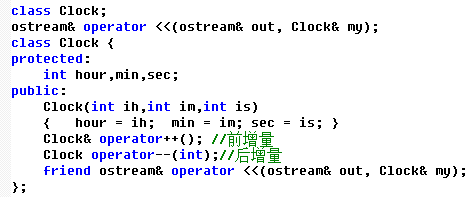 class Clock;
ostream& operator <<(ostream& out, Clock& my);
class Clock {
protected:
    int hour,min,sec;
public:
    Clock(int ih,int im,int is)
    {   hour = ih;  min = im; sec = is; }
    Clock& operator++(); //前增量
    Clock operator--(int);//后增量
    friend ostream& operator <<(ostream& out, Clock& my);
};